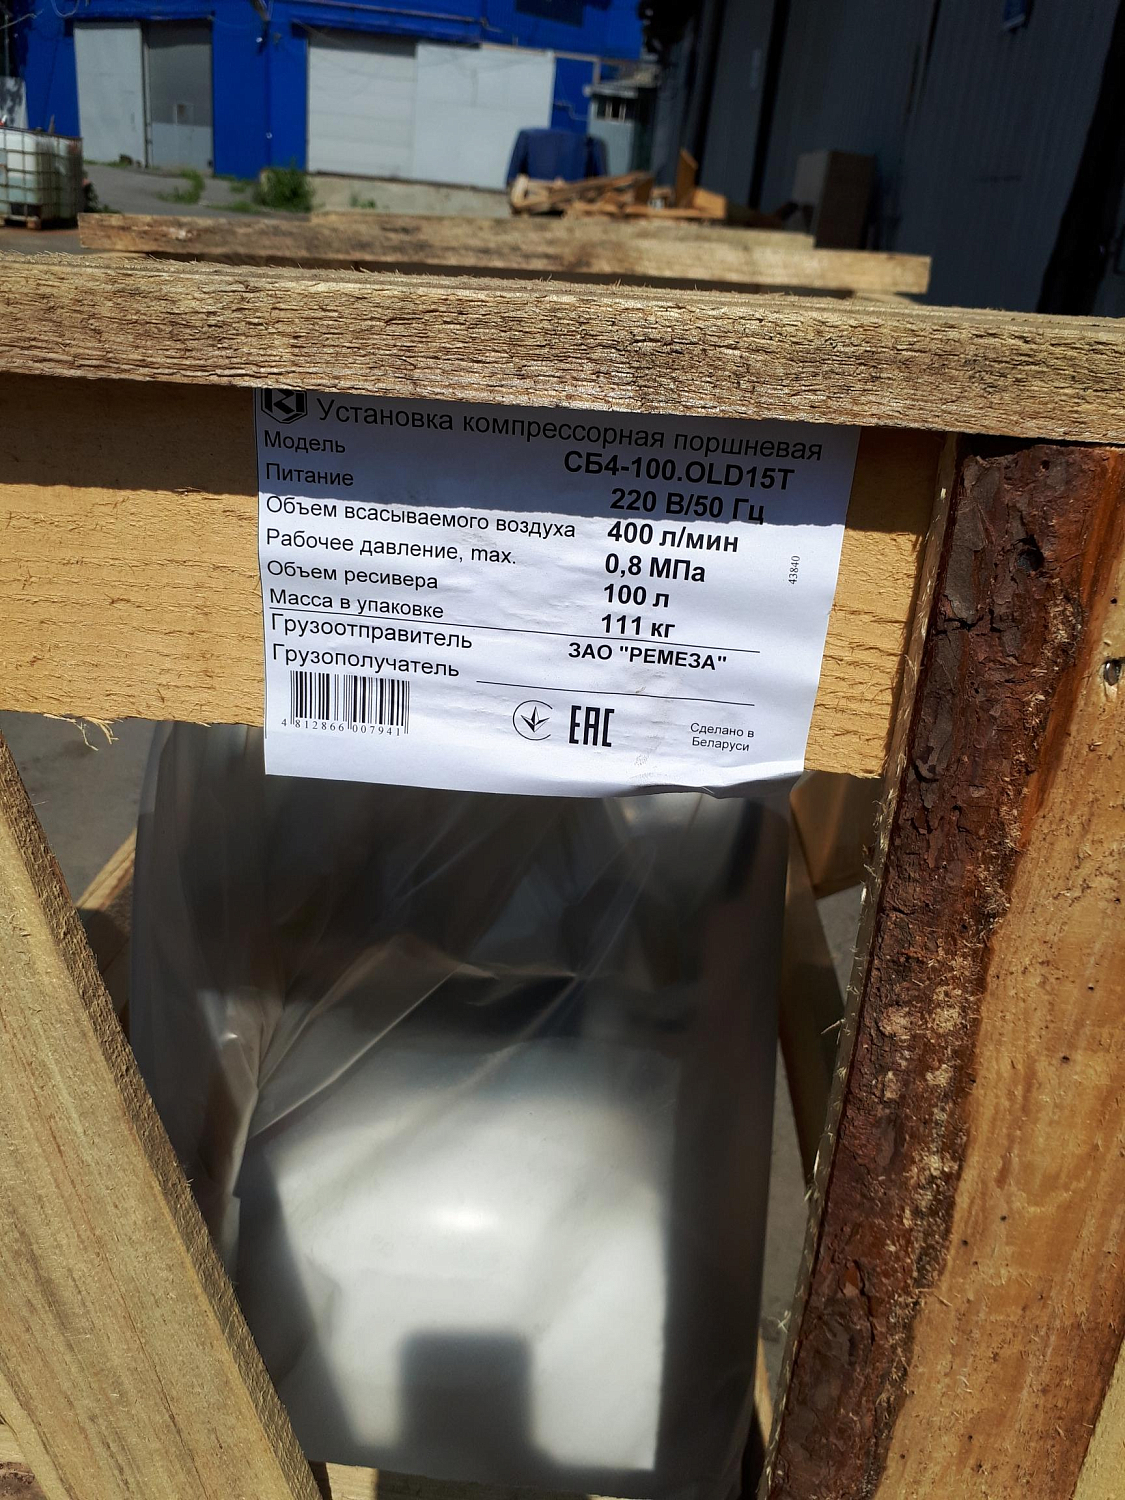 Установка компрессорная поршневая
Модель СБ4-100.OLD15T
Питание 220 В/50 Гц
Объем всасываемого воздуха 400 л/мин
Рабочее давление, max. 0,8 МПа
Объем ресивера 100 л
Масса в упаковке 111 кг
Грузоотправитель ЗАО "РЕМЕЗА"
Грузополучатель
43840
4 812866 007941
ЕАС
Сделано в
Беларуси